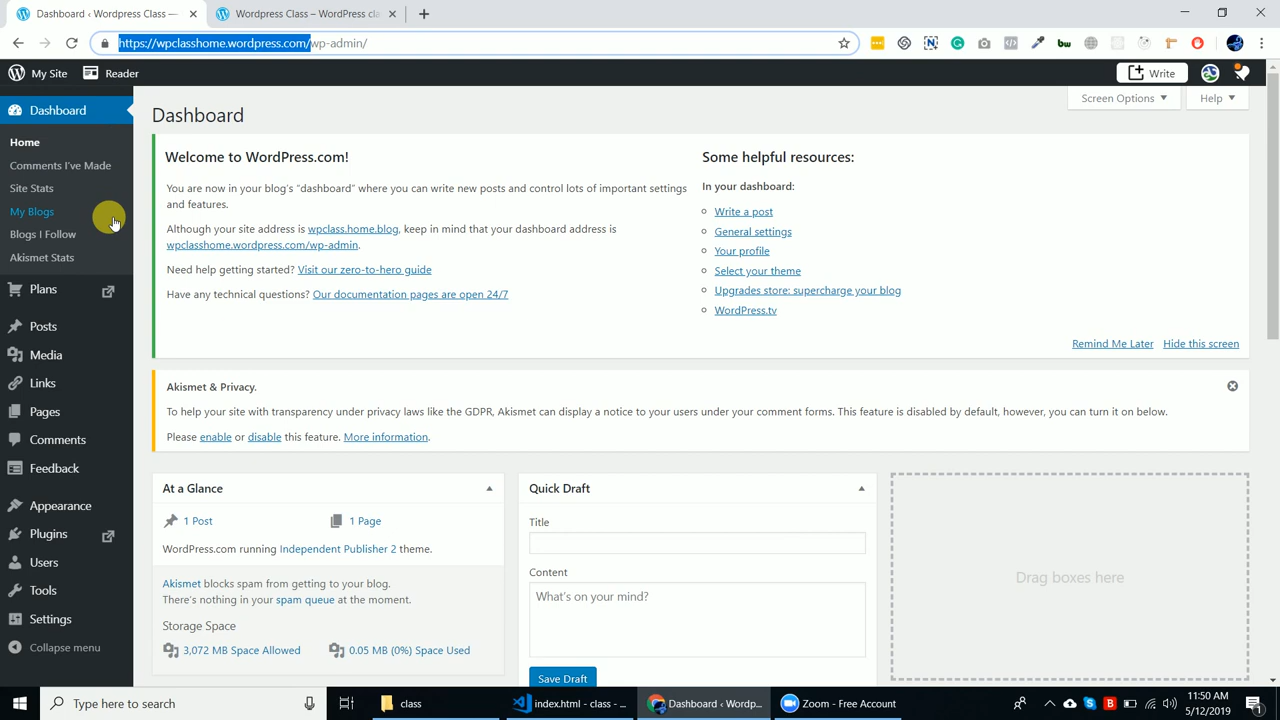 Dashboard ‹ Wordpress Class —
Wordpress Class – WordPress cla
https://wpclasshome.wordpress.com/wp-admin/
My Site
Reader
Write
Dashboard
Home
Comments I've Made
Site Stats
My Blogs
Blogs I Follow
Akismet Stats
Plans
Posts
Media
Links
Pages
Comments
Feedback
Appearance
Plugins
Users
Tools
Settings
Collapse menu
Screen Options
Help
Dashboard
Welcome to WordPress.com!
You are now in your blog's “dashboard” where you can write new posts and control lots of important settings
and features.
Although your site address is wpclass.home.blog, keep in mind that your dashboard address is
wpclasshome.wordpress.com/wp-admin.
Need help getting started? Visit our zero-to-hero guide
Have any technical questions? Our documentation pages are open 24/7
Some helpful resources:
In your dashboard:
Write a post
General settings
Your profile
Select your theme
Upgrades store: supercharge your blog
WordPress.tv
Remind Me Later Hide this screen
Akismet & Privacy.
To help your site with transparency under privacy laws like the GDPR, Akismet can display a notice to your users under your comment forms. This feature is disabled by default, however, you can turn it on below.
Please enable or disable this feature. More information.
At a Glance
1 Post
1 Page
WordPress.com running Independent Publisher 2 theme.
Akismet blocks spam from getting to your blog.
There's nothing in your spam queue at the moment.
Storage Space
3,072 MB Space Allowed
0.05 MB (0%) Space Used
Quick Draft
Title
Content
What's on your mind?
Save Draft
Drag boxes here
Type here to search
class
index.html - class - ...
Dashboard ‹ Wordp...
Zoom - Free Account
11:50 AM
5/12/2019
3